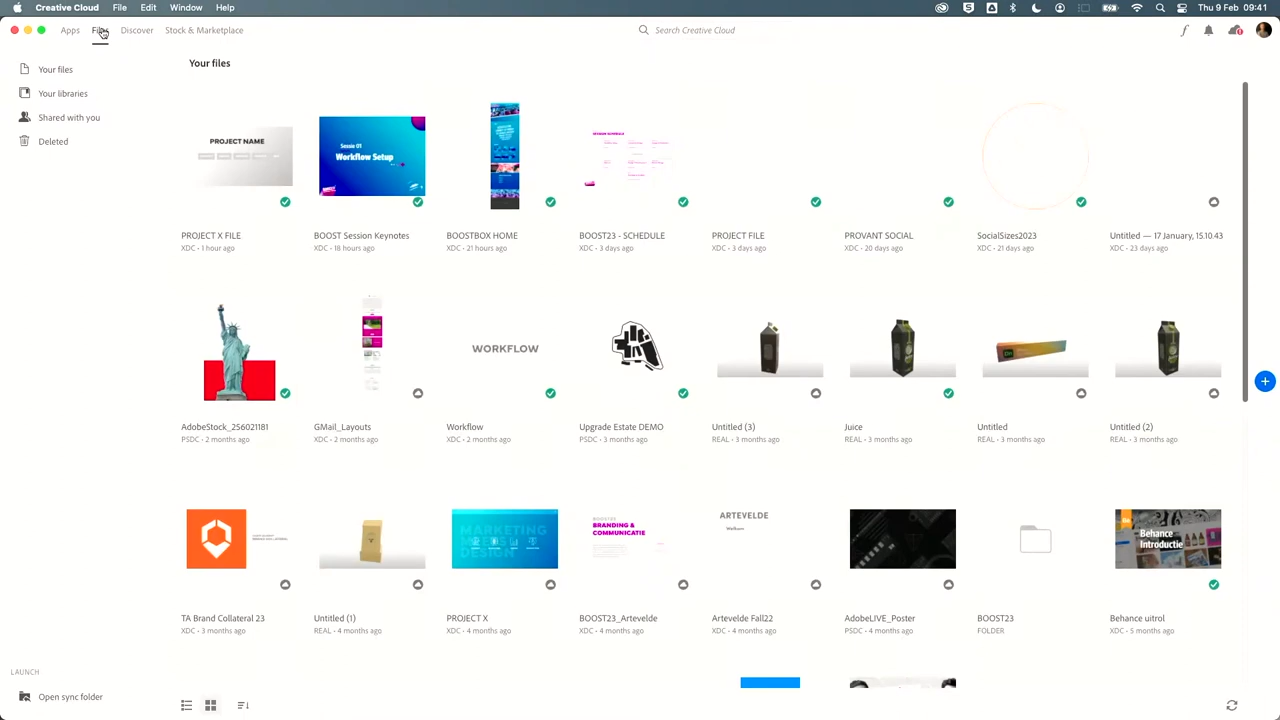 Creative Cloud File Edit Window Help
Thu 9 Feb 09:41
Apps Files Discover Stock & Marketplace
Search Creative Cloud
Your files
Your libraries
Shared with you
Deleted
Your files
PROJECT NAME
Sessie 01
Workflow Setup
PROJECT X FILE
XDC • 1 hour ago
BOOST Session Keynotes
XDC • 18 hours ago
BOOSTBOX HOME
XDC • 21 hours ago
BOOST23 - SCHEDULE
XDC • 3 days ago
PROJECT FILE
XDC • 3 days ago
PROVANT SOCIAL
XDC • 20 days ago
SocialSizes2023
XDC • 21 days ago
Untitled — 17 January, 15.10.43
XDC • 23 days ago
WORKFLOW
AdobeStock_256021181
PSDC • 2 months ago
GMail_Layouts
XDC • 2 months ago
Workflow
XDC • 2 months ago
Upgrade Estate DEMO
PSDC • 3 months ago
Untitled (3)
REAL • 3 months ago
Juice
REAL • 3 months ago
Untitled
REAL • 3 months ago
Untitled (2)
REAL • 3 months ago
MARKETING
MEETS
DESIGN
BRANDING &
COMMUNICATIE
ARTEVELDE
Welkom
Behance
Introductie
TA Brand Collateral 23
XDC • 3 months ago
Untitled (1)
REAL • 4 months ago
PROJECT X
XDC • 4 months ago
BOOST23_Artevelde
XDC • 4 months ago
Artevelde Fall22
XDC • 4 months ago
AdobeLIVE_Poster
PSDC • 4 months ago
BOOST23
FOLDER
Behance uitrol
XDC • 5 months ago
LAUNCH
Open sync folder